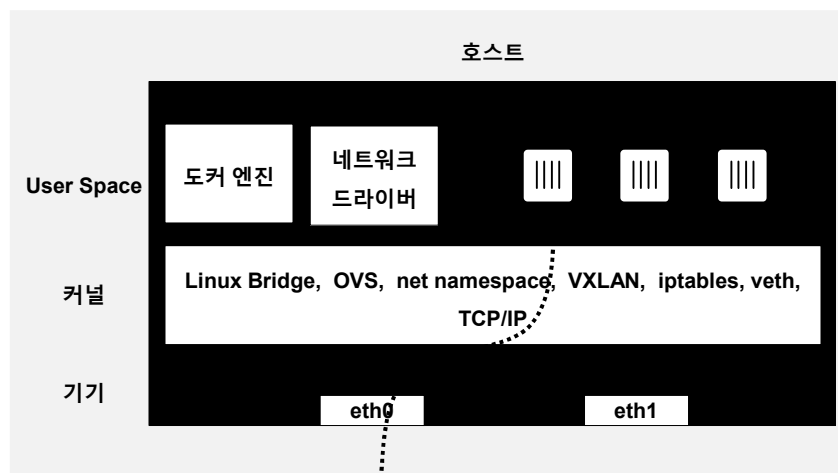 호스트
User Space
도커 엔진
네트워크
드라이버
커널
Linux Bridge, OVS, net namespace, VXLAN, iptables, veth,
TCP/IP
기기
eth0
eth1